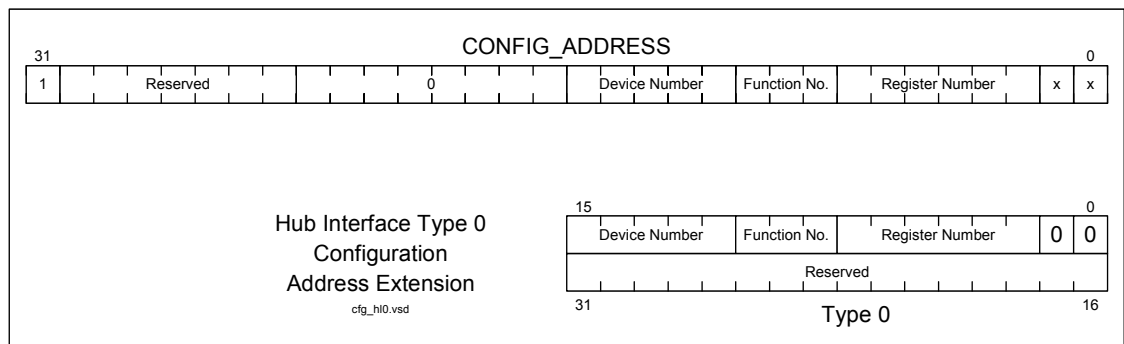 CONFIG_ADDRESS
31 0
1 Reserved 0 Device Number Function No. Register Number x x
15 0
Hub Interface Type 0
Configuration
Address Extension
cfg_hI0.vsd
Device Number Function No. Register Number 0 0
Reserved
31 16
Type 0